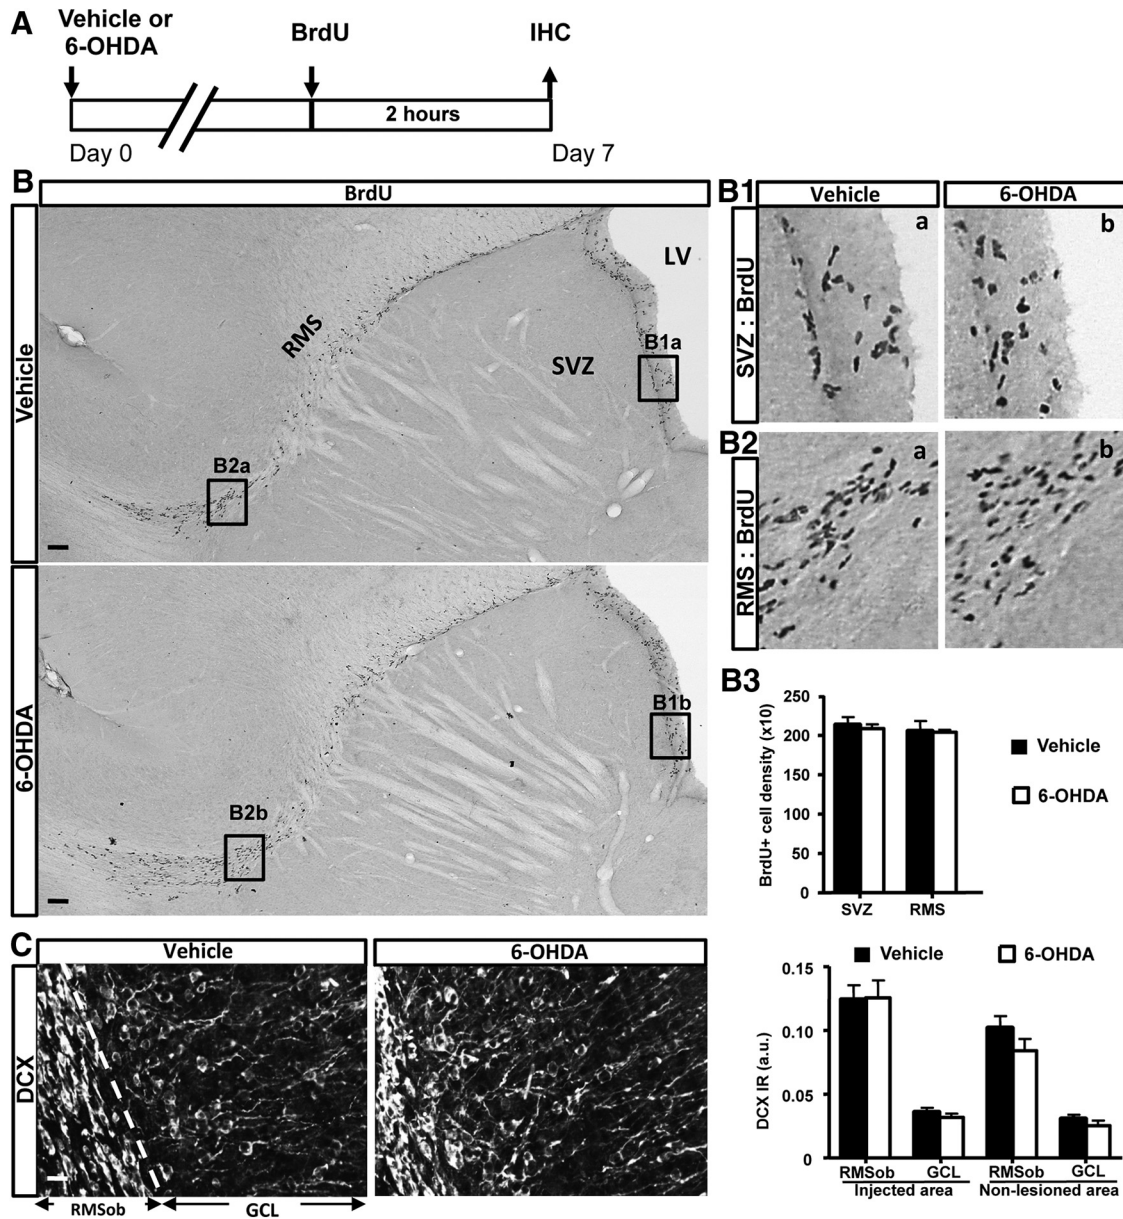 A
Vehicle or
6-OHDA
BrdU
IHC
2 hours
Day 0
Day 7
B
BrdU
Vehicle
LV
RMS
SVZ
B1a
B2a
6-OHDA
B1b
B2b
B1
Vehicle
6-OHDA
SVZ : BrdU
a
b
B2
RMS : BrdU
a
b
B3
BrdU+ cell density (x10)
250
200
150
100
50
0
SVZ
RMS
Vehicle
6-OHDA
C
Vehicle
6-OHDA
DCX
RMSob
GCL
Vehicle
6-OHDA
DCX IR (a.u.)
0.15
0.10
0.05
0
RMSob
GCL
RMSob
GCL
Injected area
Non-lesioned area